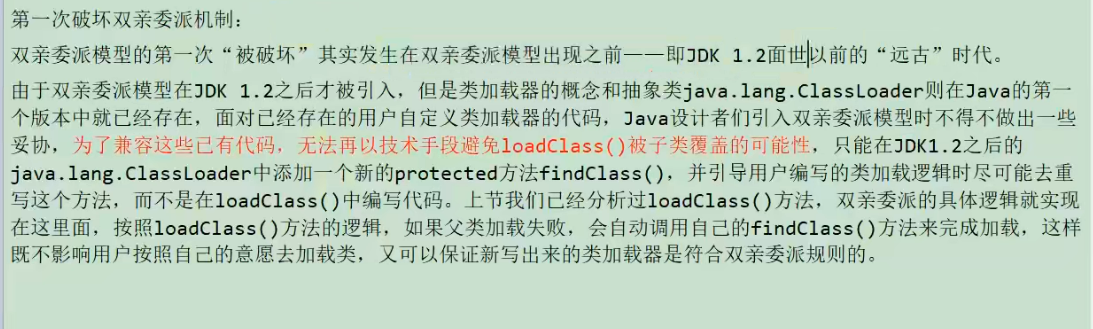 第一次破坏双亲委派机制：
双亲委派模型的第一次“被破坏”其实发生在双亲委派模型出现之前——即JDK 1.2面世以前的“远古”时代。
由于双亲委派模型在JDK 1.2之后才被引入，但是类加载器的概念和抽象类java.lang.ClassLoader则在Java的第一
个版本中就已经存在，面对已经存在的用户自定义类加载器的代码，Java设计者们引入双亲委派模型时不得不做出一些
妥协，为了兼容这些已有代码，无法再以技术手段避免loadClass()被子类覆盖的可能性，只能在JDK1.2之后的
java.lang.ClassLoader中添加一个新的protected方法findClass()，并引导用户编写的类加载逻辑时尽可能去重
写这个方法，而不是在loadClass()中编写代码。上节我们已经分析过loadClass()方法，双亲委派的具体逻辑就实现
在这里面，按照loadClass()方法的逻辑，如果父类加载失败，会自动调用自己的findClass()方法来完成加载，这样
既不影响用户按照自己的意愿去加载类，又可以保证新写出来的类加载器是符合双亲委派规则的。